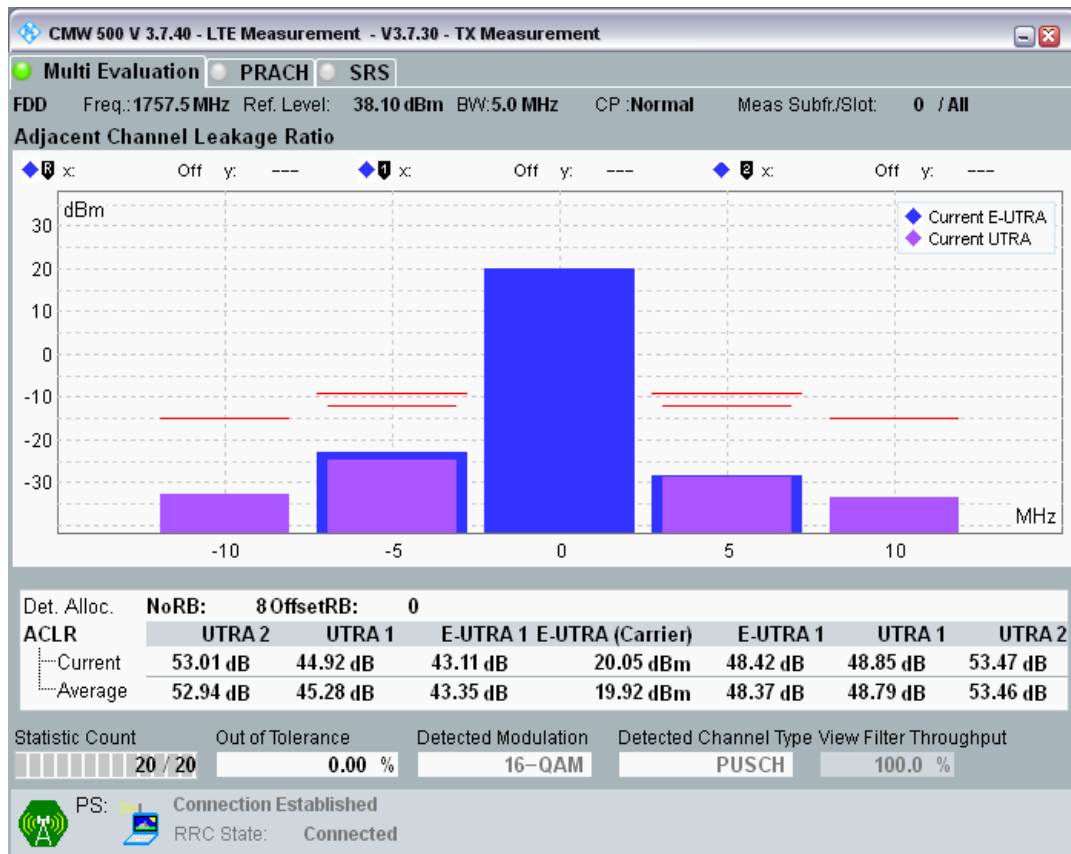 CMW 500 V 3.7.40 - LTE Measurement - V3.7.30 - TX Measurement
Multi Evaluation PRACH SRS
FDD Freq.:1757.5 MHz Ref. Level: 38.10 dBm BW:5.0 MHz CP :Normal Meas Subfr./Slot: 0 / All
Adjacent Channel Leakage Ratio
R x: Off y: --- 1 x: Off y: --- 2 x: Off y: ---
dBm
Current E-UTRA
Current UTRA
30
20
10
0
-10
-20
-30
MHz
-10 -5 0 5 10
Det. Alloc. NoRB: 8 OffsetRB: 0
ACLR UTRA 2 UTRA 1 E-UTRA 1 E-UTRA (Carrier) E-UTRA 1 UTRA 1 UTRA 2
Current 53.01 dB 44.92 dB 43.11 dB 20.05 dBm 48.42 dB 48.85 dB 53.47 dB
Average 52.94 dB 45.28 dB 43.35 dB 19.92 dBm 48.37 dB 48.79 dB 53.46 dB
Statistic Count Out of Tolerance Detected Modulation Detected Channel Type View Filter Throughput
20 / 20 0.00 % 16-QAM PUSCH 100.0 %
PS: Connection Established
RRC State: Connected